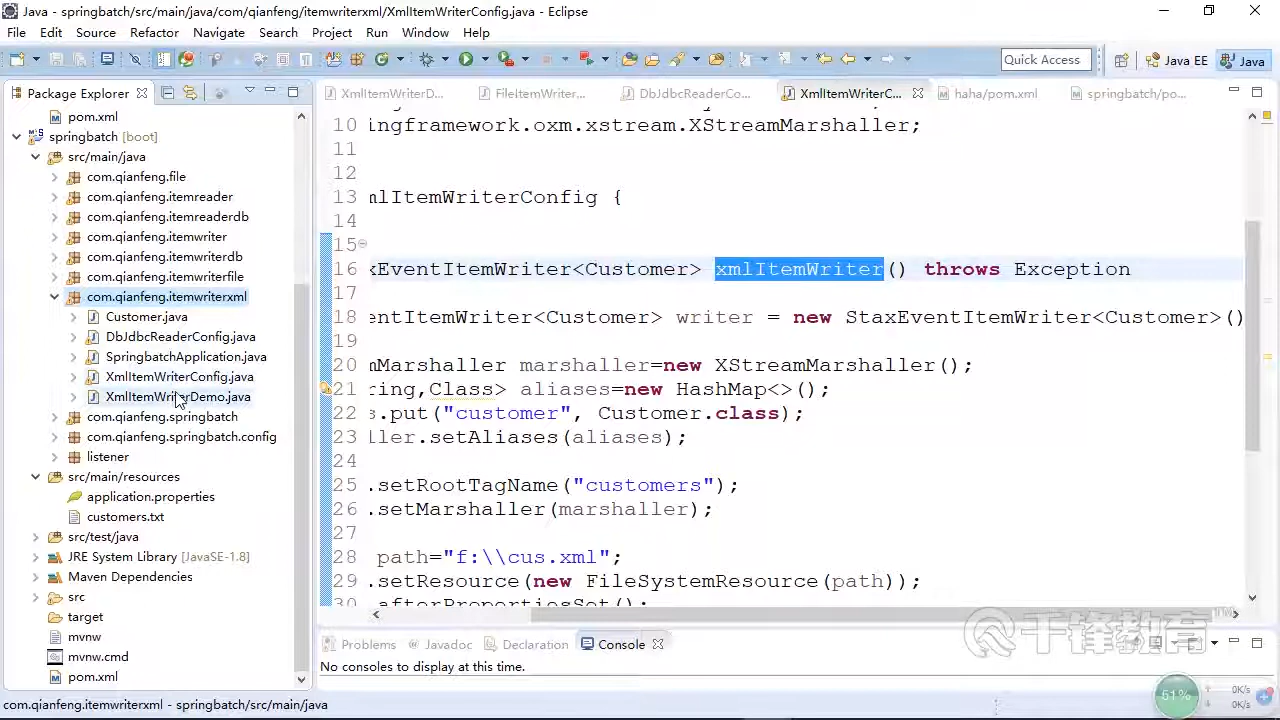 Java - springbatch/src/main/java/com/qianfeng/itemwriterxml/XmlItemWriterConfig.java - Eclipse
File Edit Source Refactor Navigate Search Project Run Window Help
Quick Access
Java EE
Java
Package Explorer
pom.xml
springbatch [boot]
src/main/java
com.qianfeng.file
com.qianfeng.itemreader
com.qianfeng.itemreaderdb
com.qianfeng.itemwriter
com.qianfeng.itemwriterdb
com.qianfeng.itemwriterfile
com.qianfeng.itemwriterxml
Customer.java
DbJdbcReaderConfig.java
SpringbatchApplication.java
XmlItemWriterConfig.java
XmlItemWriterDemo.java
com.qianfeng.springbatch
com.qianfeng.springbatch.config
listener
src/main/resources
application.properties
customers.txt
src/test/java
JRE System Library [JavaSE-1.8]
Maven Dependencies
src
target
mvnw
mvnw.cmd
pom.xml
XmlItemWriterD...
FileItemWriter...
DbJdbcReaderCo...
XmlItemWriterC...
haha/pom.xml
springbatch/po...
10 ingframework.oxm.xstream.XStreamMarshaller;
11
12
13 mlItemWriterConfig {
14
15
16 xEventItemWriter<Customer> xmlItemWriter() throws Exception
17
18 entItemWriter<Customer> writer = new StaxEventItemWriter<Customer>()
19
20 mMarshaller marshaller=new XStreamMarshaller();
21 ring,Class> aliases=new HashMap<>();
22 s.put("customer", Customer.class);
23 ller.setAliases(aliases);
24
25 .setRootTagName("customers");
26 .setMarshaller(marshaller);
27
28 path="f:\\cus.xml";
29 .setResource(new FileSystemResource(path));
30 .afterPropertiesSet();
Problems
Javadoc
Declaration
Console
No consoles to display at this time.
千锋教育
51%
0K/s
0K/s
com.qianfeng.itemwriterxml - springbatch/src/main/java